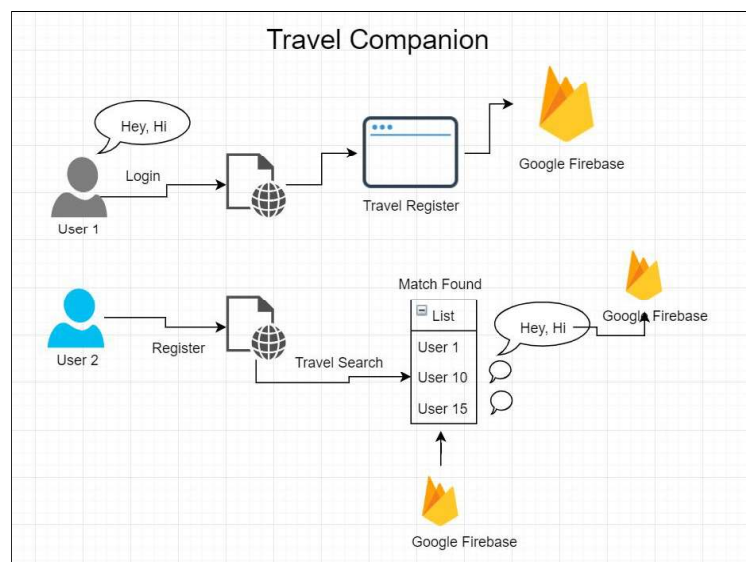 Travel Companion
Hey, Hi
Login
User 1
Travel Register
Google Firebase
Match Found
List
User 1
User 10
User 15
Hey, Hi
Google Firebase
User 2
Register
Travel Search
Google Firebase